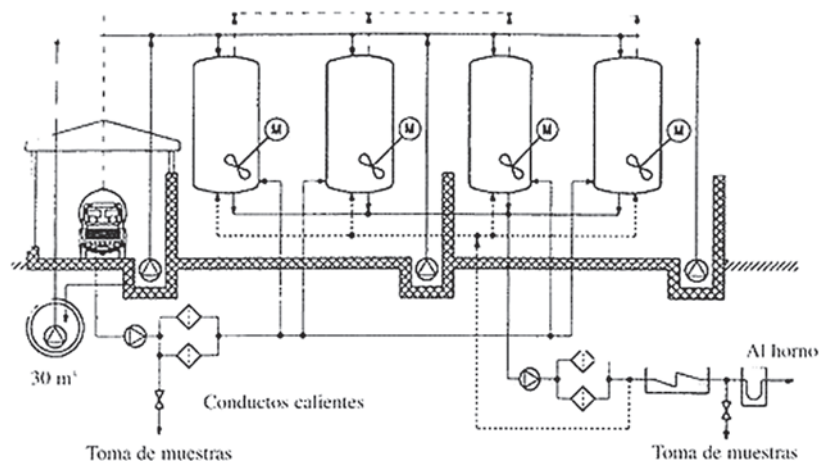 M
M
M
M
30 m³
Al horno
Conductos calientes
Toma de muestras
Toma de muestras